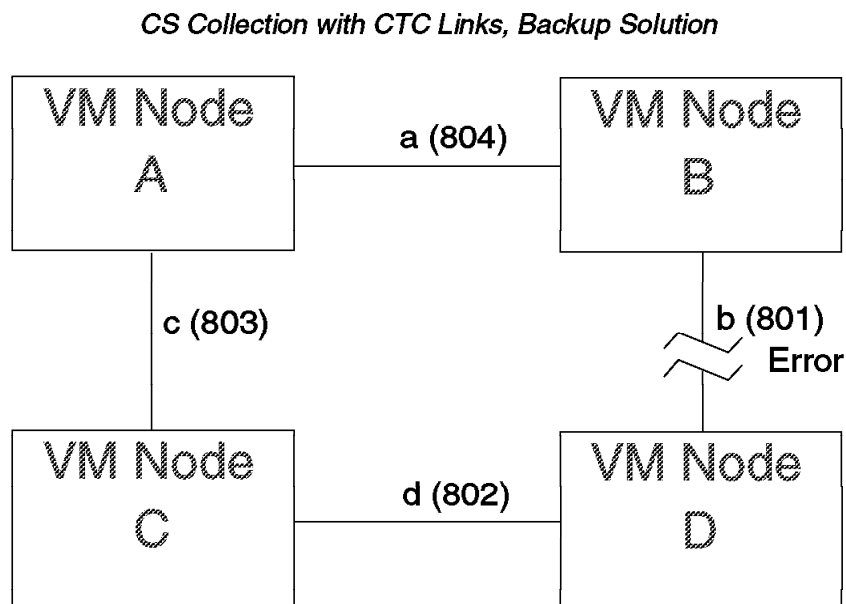 CS Collection with CTC Links, Backup Solution
VM Node
A
a (804)
VM Node
B
c (803)
b (801)
Error
VM Node
C
d (802)
VM Node
D